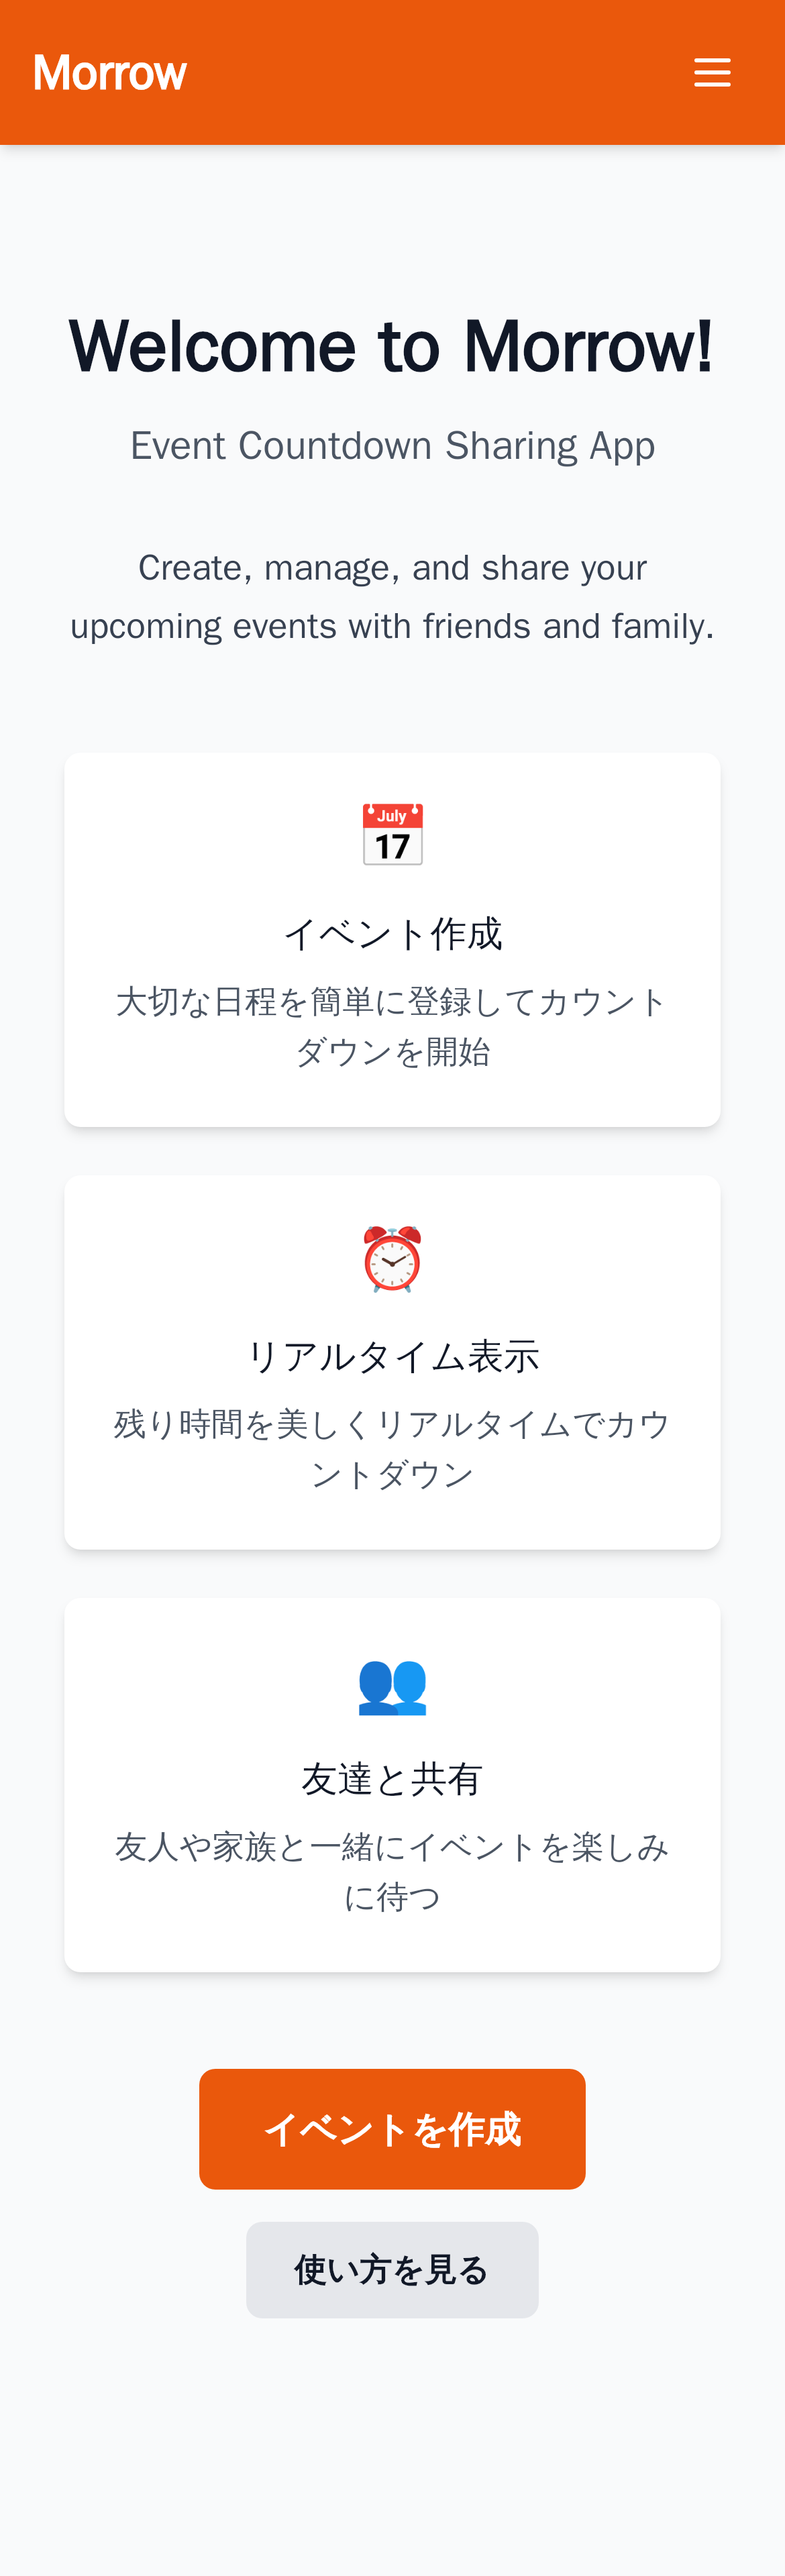 Morrow
Welcome to Morrow!
Event Countdown Sharing App
Create, manage, and share your
upcoming events with friends and family.
July
17
イベント作成
大切な日程を簡単に登録してカウント
ダウンを開始
リアルタイム表示
残り時間を美しくリアルタイムでカウ
ントダウン
友達と共有
友人や家族と一緒にイベントを楽しみ
に待つ
イベントを作成
使い方を見る